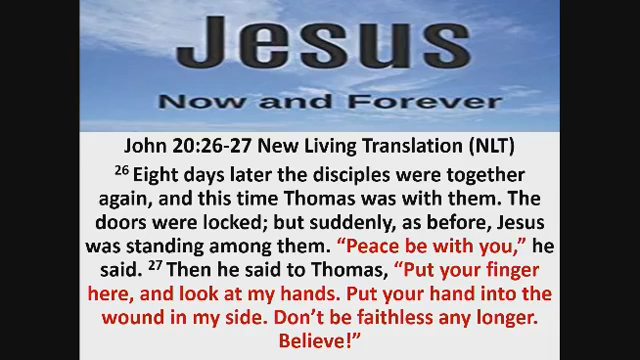 Jesus
Now and Forever
John 20:26-27 New Living Translation (NLT)
26 Eight days later the disciples were together
again, and this time Thomas was with them. The
doors were locked; but suddenly, as before, Jesus
was standing among them. “Peace be with you,” he
said. 27 Then he said to Thomas, “Put your finger
here, and look at my hands. Put your hand into the
wound in my side. Don’t be faithless any longer.
Believe!”